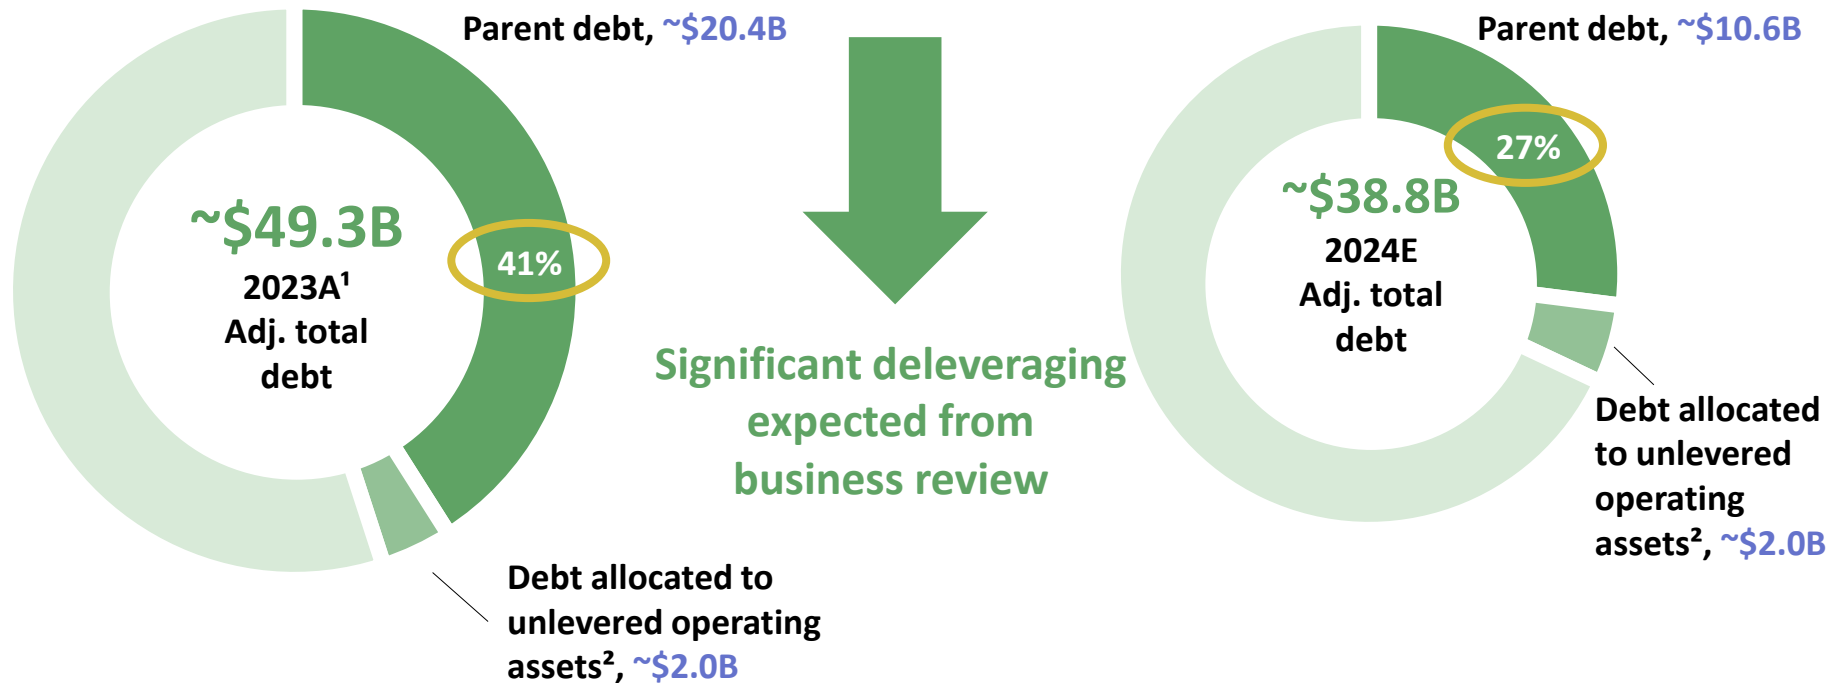 Parent debt, ~$20.4B
41%
~$49.3B
2023A¹
Adj. total
debt
Debt allocated to
unlevered operating
assets², ~$2.0B
Significant deleveraging
expected from
business review
Parent debt, ~$10.6B
27%
~$38.8B
2024E
Adj. total
debt
Debt allocated
to unlevered
operating
assets², ~$2.0B